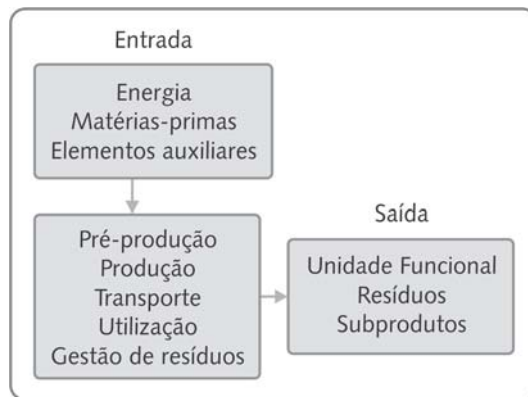 Entrada
Energia
Matérias-primas
Elementos auxiliares
Pré-produção
Produção
Transporte
Utilização
Gestão de resíduos
Saída
Unidade Funcional
Resíduos
Subprodutos